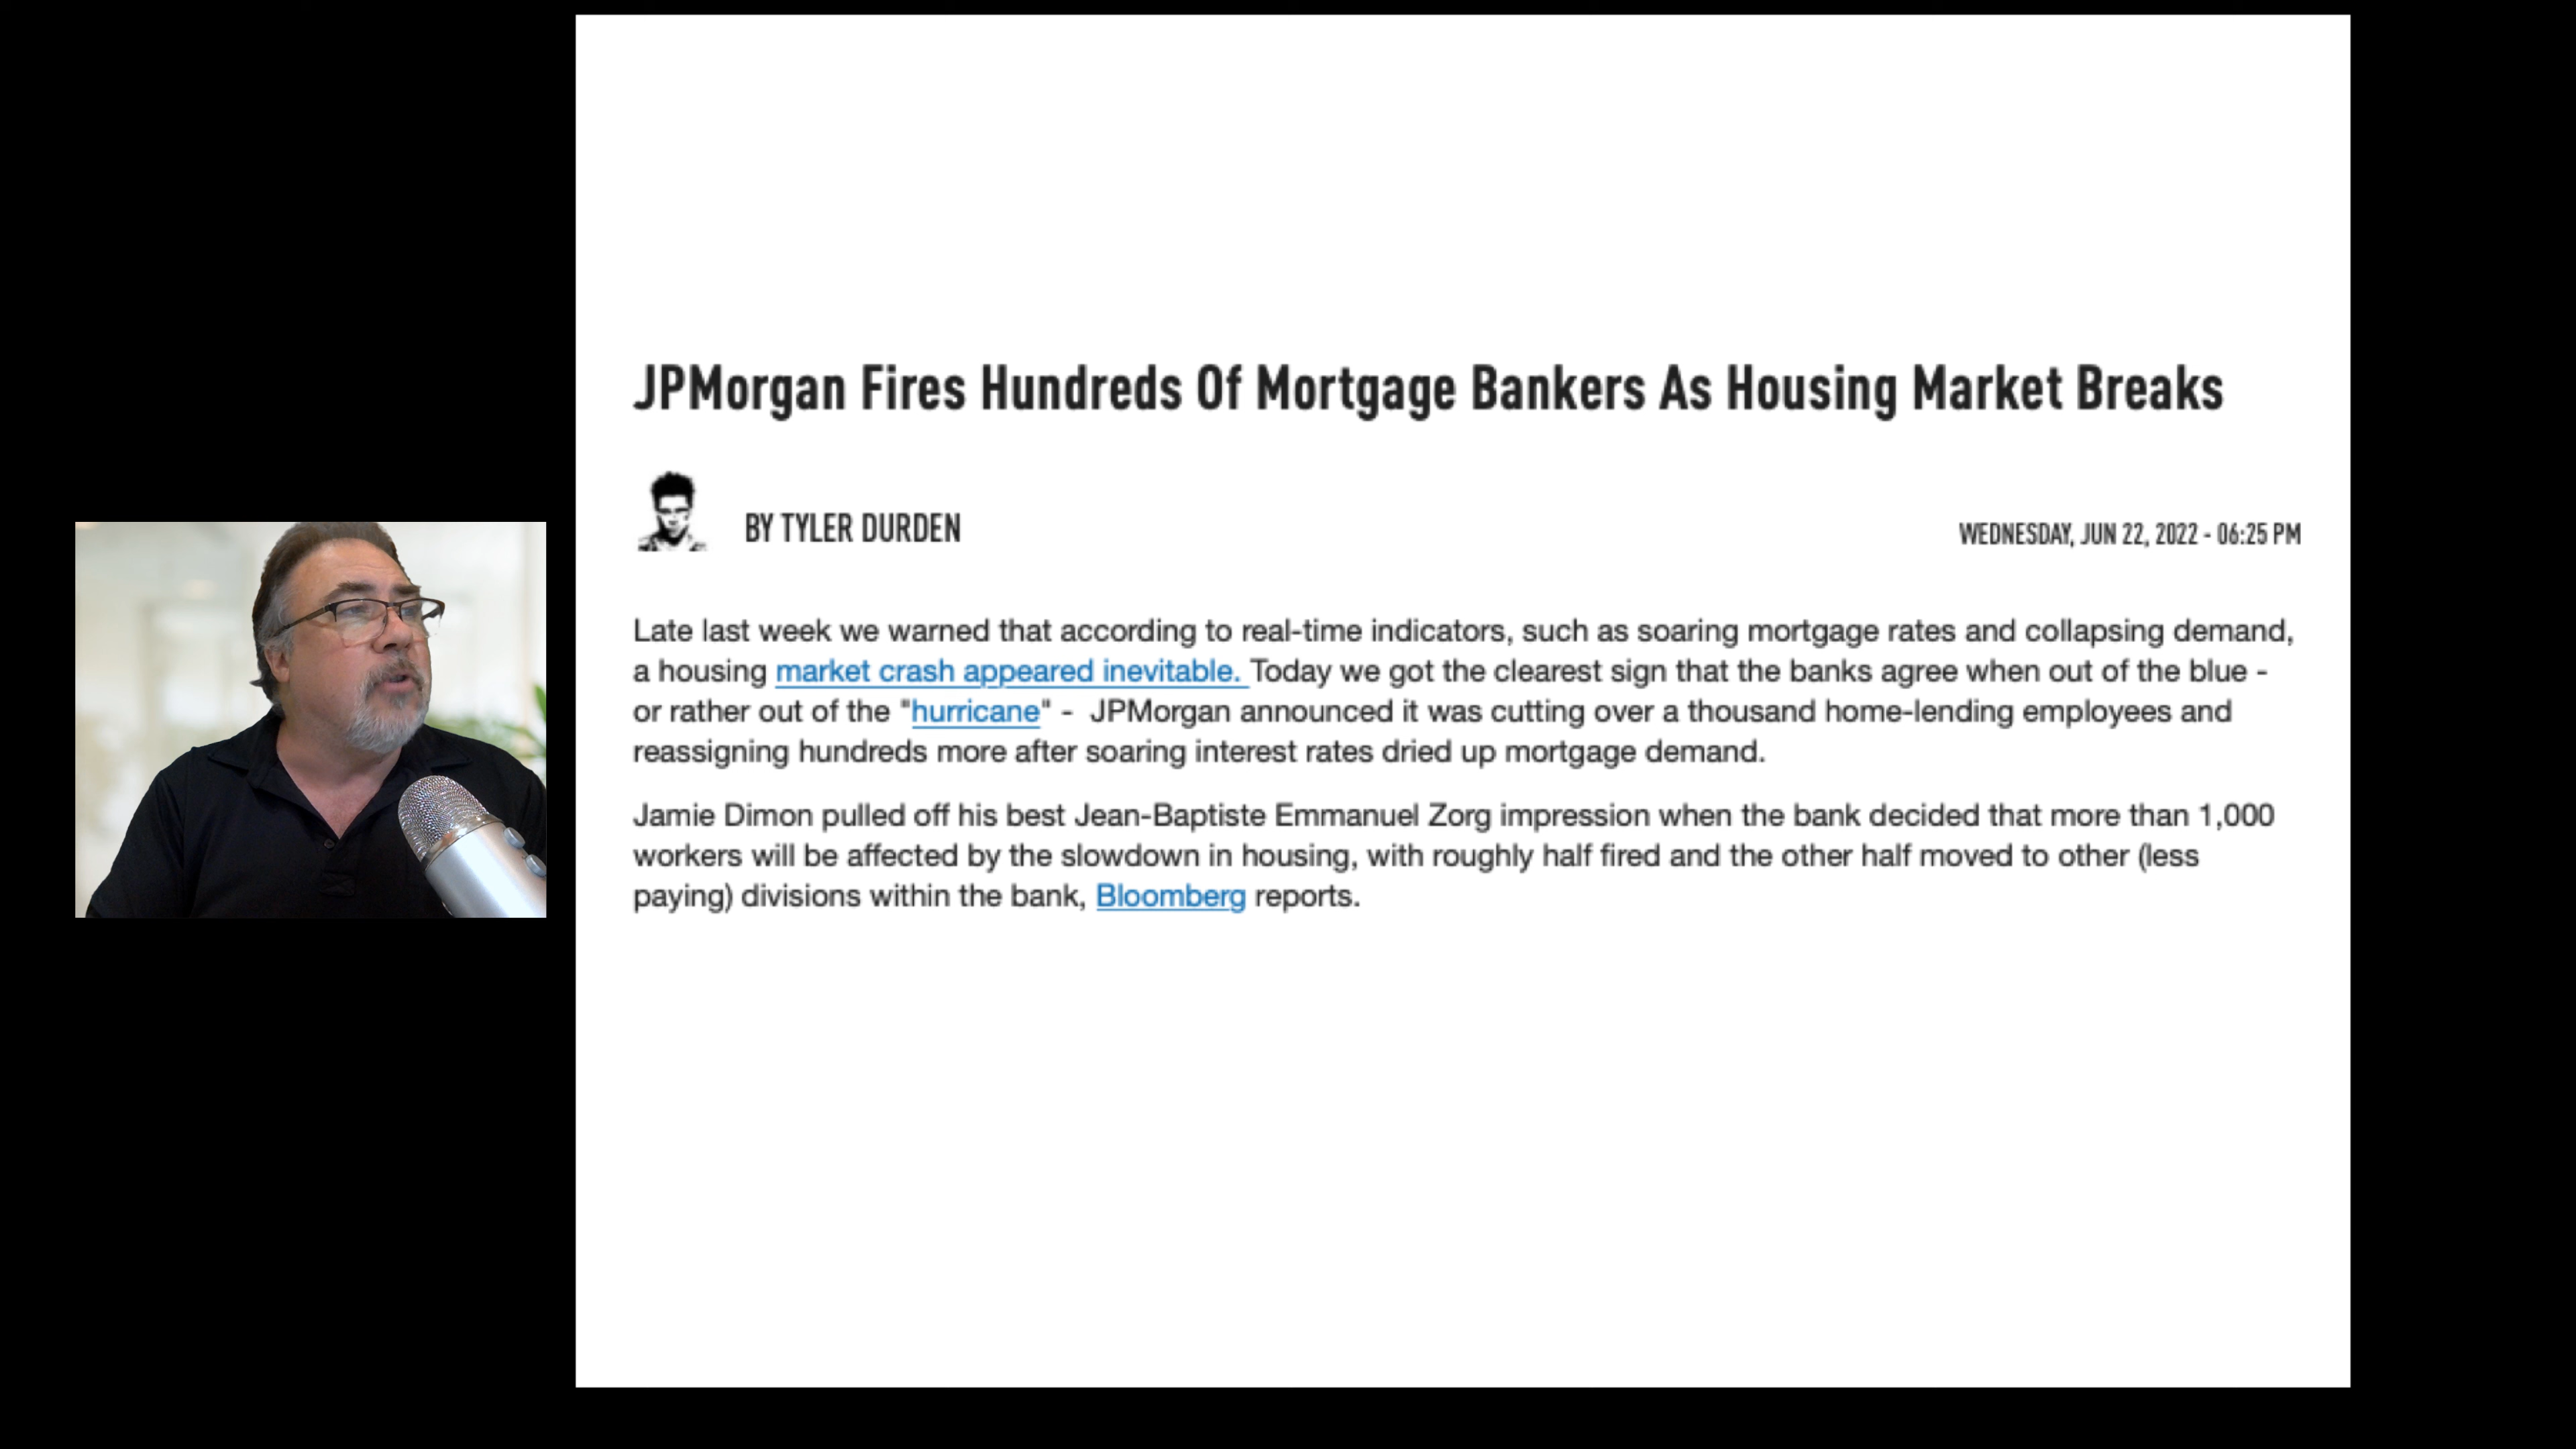 JPMorgan Fires Hundreds Of Mortgage Bankers As Housing Market Breaks
BY TYLER DURDEN
WEDNESDAY, JUN 22, 2022 - 06:25 PM
Late last week we warned that according to real-time indicators, such as soaring mortgage rates and collapsing demand,
a housing market crash appeared inevitable. Today we got the clearest sign that the banks agree when out of the blue -
or rather out of the "hurricane" -  JPMorgan announced it was cutting over a thousand home-lending employees and
reassigning hundreds more after soaring interest rates dried up mortgage demand.
Jamie Dimon pulled off his best Jean-Baptiste Emmanuel Zorg impression when the bank decided that more than 1,000
workers will be affected by the slowdown in housing, with roughly half fired and the other half moved to other (less
paying) divisions within the bank, Bloomberg reports.